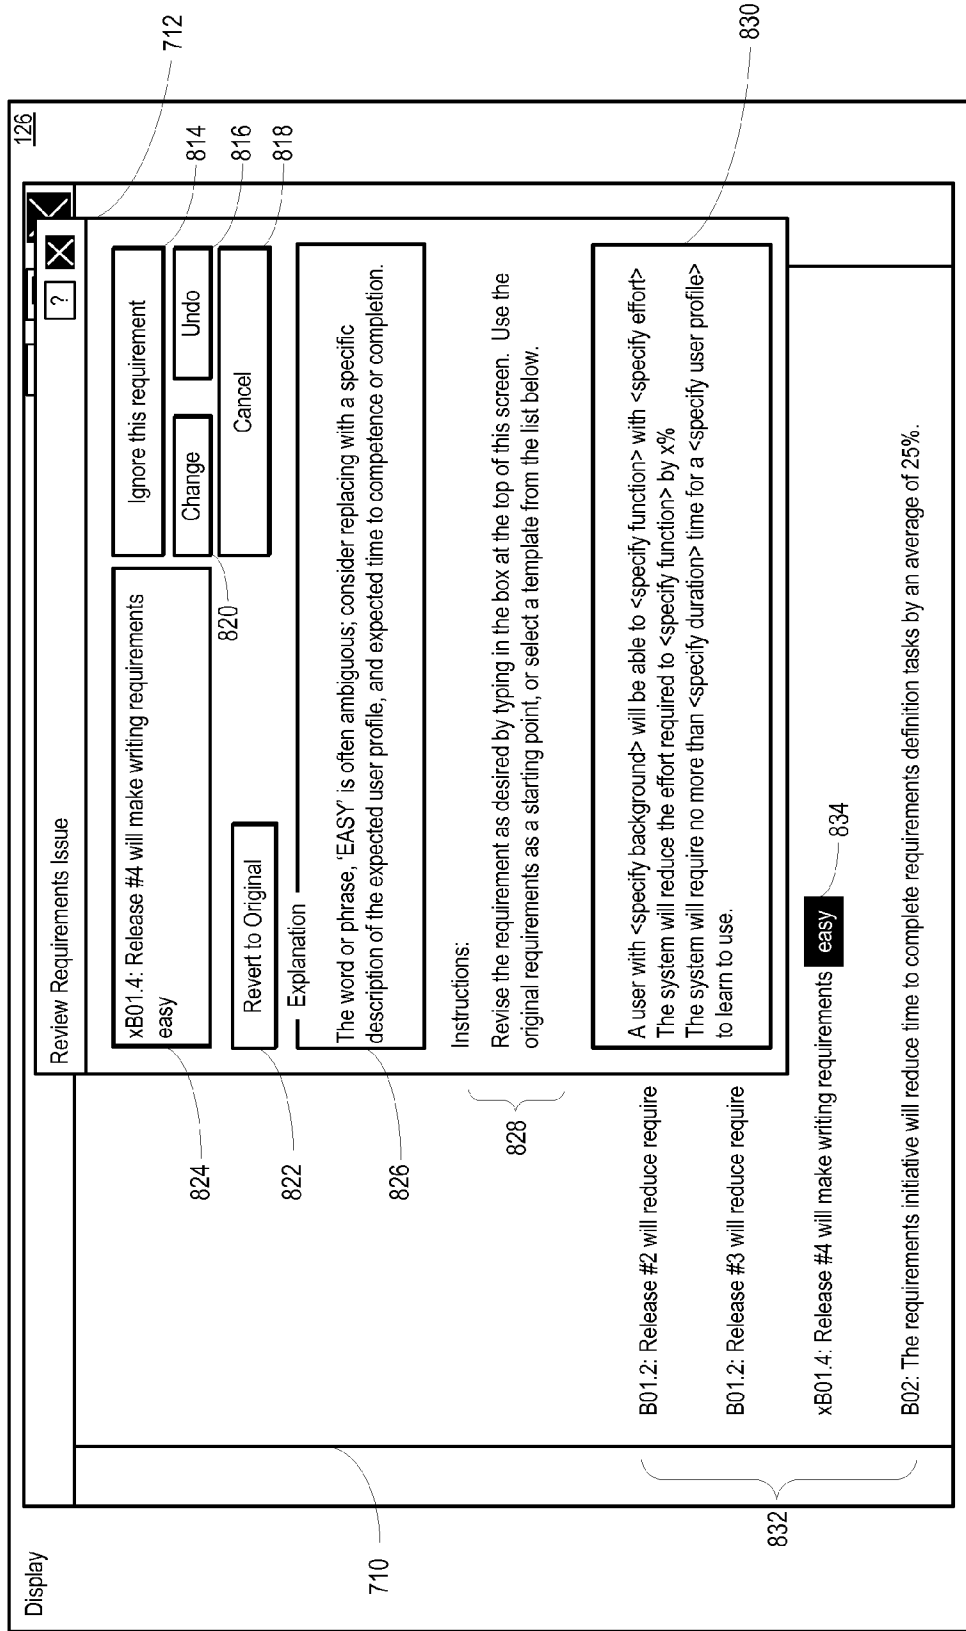 Display
126
Review Requirements Issue
?
712
xB01.4: Release #4 will make writing requirements
easy
Ignore this requirement
814
Change
Undo
816
820
Cancel
818
824
Revert to Original
822
Explanation
The word or phrase, ‘EASY’ is often ambiguous; consider replacing with a specific
description of the expected user profile, and expected time to competence or completion.
826
Instructions:
Revise the requirement as desired by typing in the box at the top of this screen. Use the
original requirements as a starting point, or select a template from the list below.
828
A user with <specify background> will be able to <specify function> with <specify effort>
The system will reduce the effort required to <specify function> by x%
The system will require no more than <specify duration> time for a <specify user profile>
to learn to use.
830
710
B01.2: Release #2 will reduce require
B01.2: Release #3 will reduce require
xB01.4: Release #4 will make writing requirements easy
834
B02: The requirements initiative will reduce time to complete requirements definition tasks by an average of 25%.
832